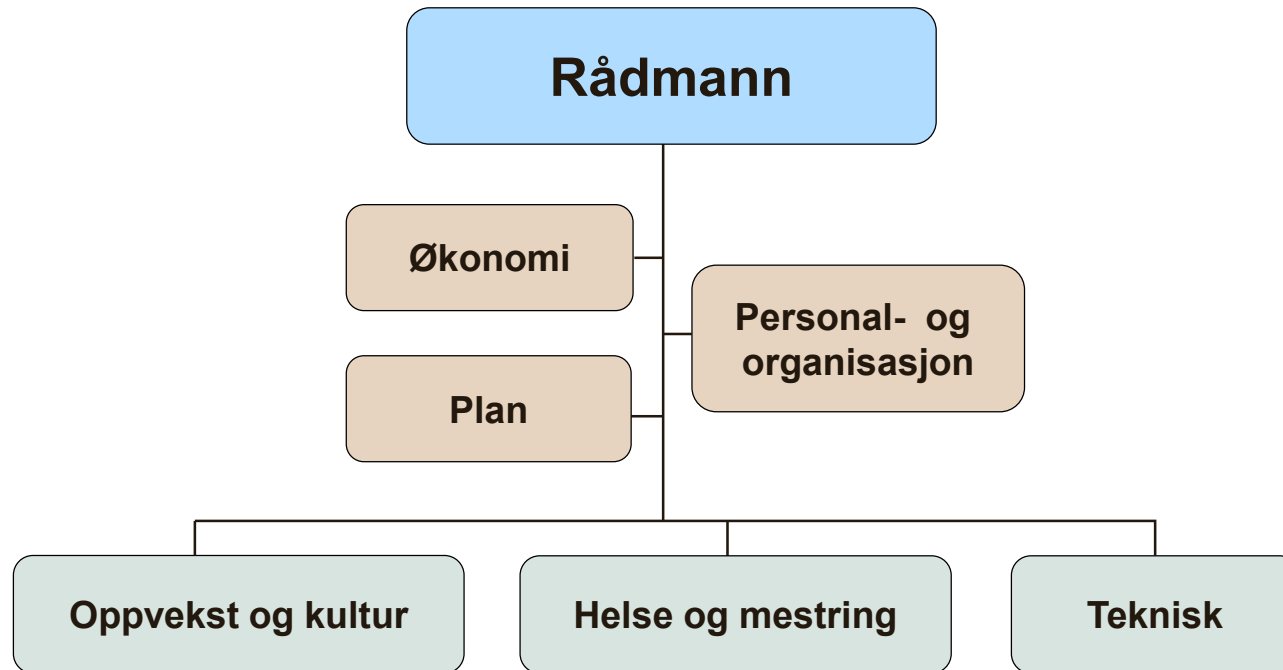 Rådmann
Økonomi
Personal- og
organisasjon
Plan
Oppvekst og kultur
Helse og mestring
Teknisk